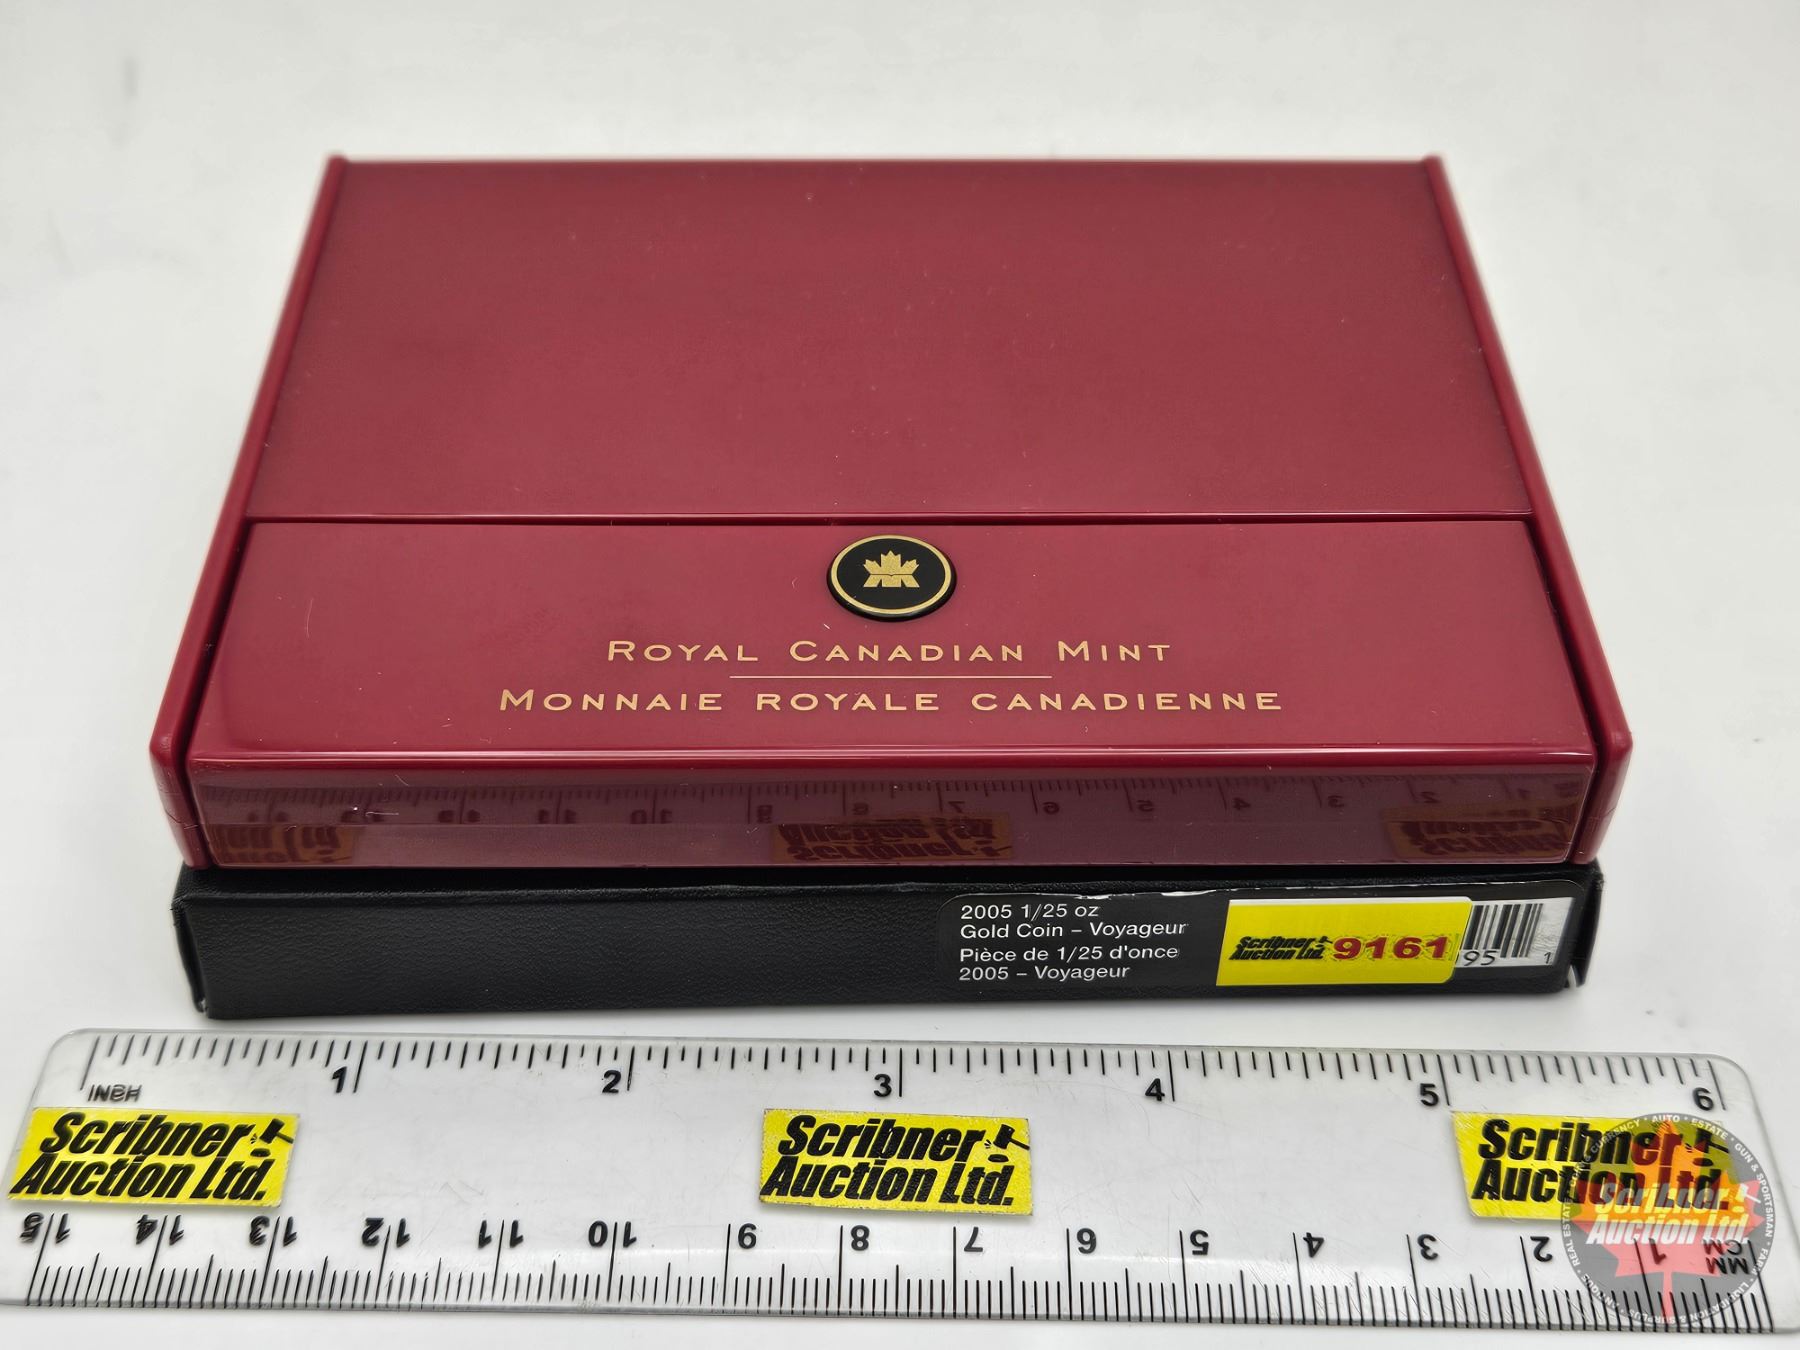 ROYAL CANADIAN MINT
MONNAIE ROYALE CANADIENNE
2005 1/25 oz
Gold Coin – Voyageur
Pièce de 1/25 d'once
2005 – Voyageur
Scribner
Auction Ltd.
9161
95 1
1 2 3 4 5 6
INCH
Scribner
Auction Ltd.
Scribner
Auction Ltd.
Scribner
Auction Ltd.
15 14 13 12 11 10 9 8 7 6 5 4 3 2 1
MM
CM
Scribner
Auction Ltd.